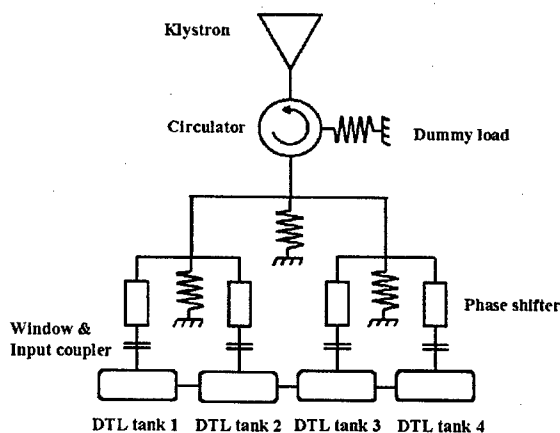 Klystron
Circulator
Dummy load
Phase shifter
Window &
Input coupler
DTL tank 1 DTL tank 2 DTL tank 3 DTL tank 4